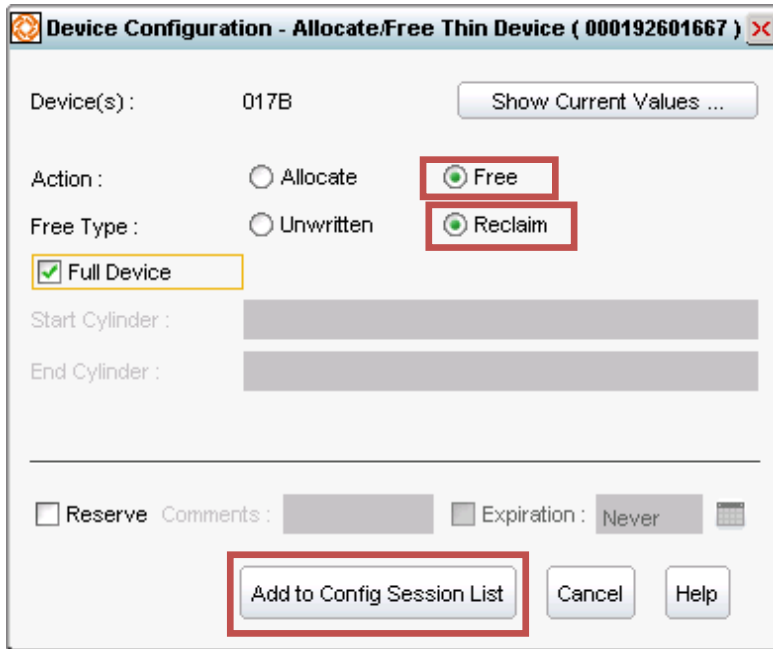 Device Configuration - Allocate/Free Thin Device ( 000192601667 )
Device(s) : 017B Show Current Values ...
Action : Allocate Free
Free Type : Unwritten Reclaim
Full Device
Start Cylinder :
End Cylinder :
Reserve Comments : Expiration : Never
Add to Config Session List Cancel Help